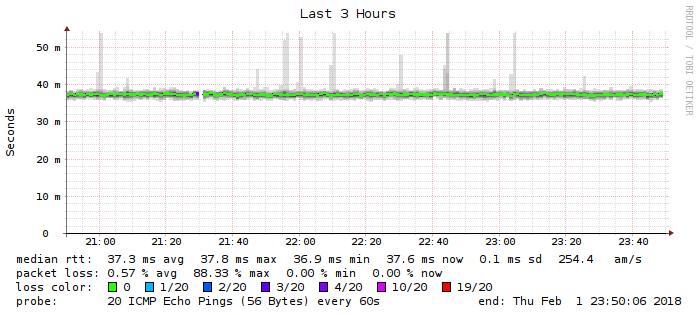 Last 3 Hours
RRDTOOL / TOBI OETIKER
Seconds
50 m
40 m
30 m
20 m
10 m
0
21:00 21:20 21:40 22:00 22:20 22:40 23:00 23:20 23:40
median rtt: 37.3 ms avg 37.8 ms max 36.9 ms min 37.6 ms now 0.1 ms sd 254.4 am/s
packet loss: 0.57 % avg 88.33 % max 0.00 % min 0.00 % now
loss color: 0 1/20 2/20 3/20 4/20 10/20 19/20
probe: 20 ICMP Echo Pings (56 Bytes) every 60s end: Thu Feb 1 23:50:06 2018